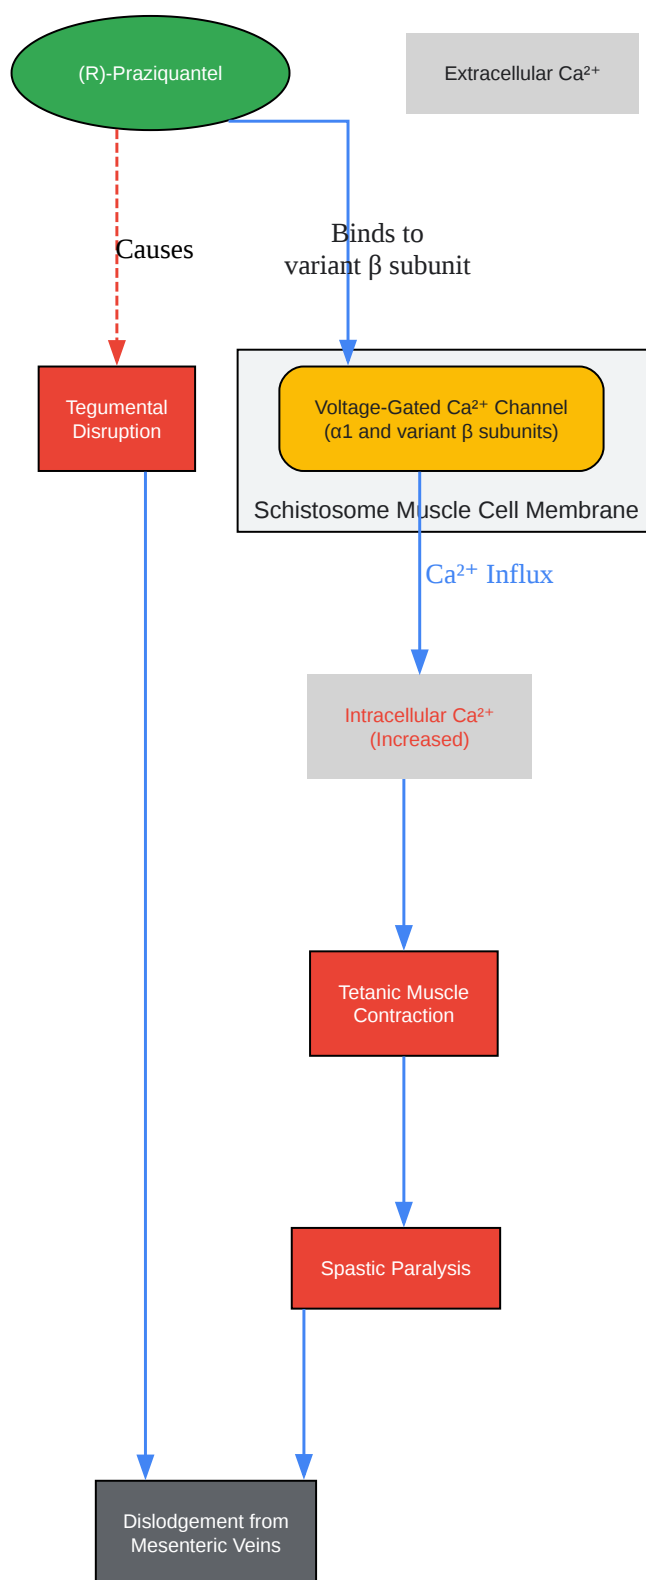 (R)-Praziquantel
Extracellular Ca²⁺
Causes
Binds to
variant β subunit
Tegumental
Disruption
Voltage-Gated Ca²⁺ Channel
(α1 and variant β subunits)
Schistosome Muscle Cell Membrane
Ca²⁺ Influx
Intracellular Ca²⁺
(Increased)
Tetanic Muscle
Contraction
Spastic Paralysis
Dislodgement from
Mesenteric Veins